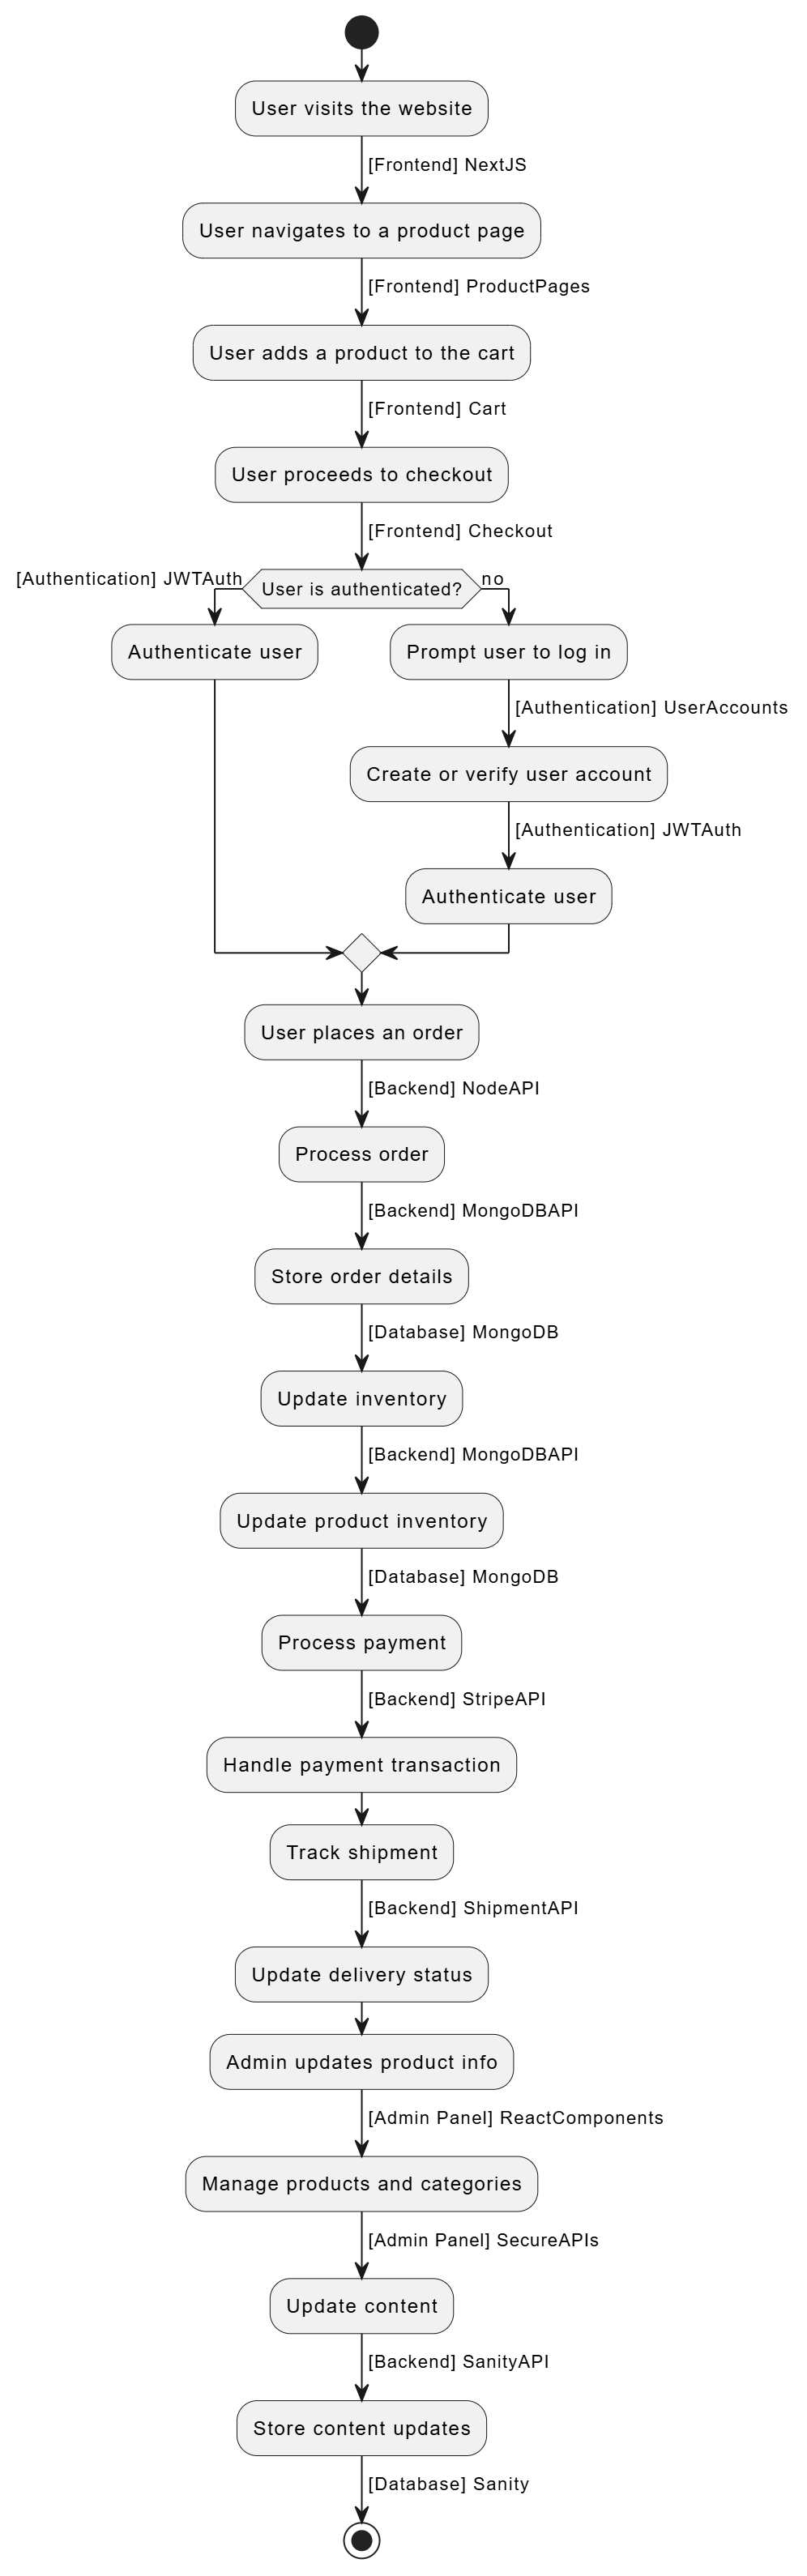 User visits the website
[Frontend] NextJS
User navigates to a product page
[Frontend] ProductPages
User adds a product to the cart
[Frontend] Cart
User proceeds to checkout
[Frontend] Checkout
[Authentication] JWTAuth
User is authenticated?
no
Authenticate user
Prompt user to log in
[Authentication] UserAccounts
Create or verify user account
[Authentication] JWTAuth
Authenticate user
User places an order
[Backend] NodeAPI
Process order
[Backend] MongoDBAPI
Store order details
[Database] MongoDB
Update inventory
[Backend] MongoDBAPI
Update product inventory
[Database] MongoDB
Process payment
[Backend] StripeAPI
Handle payment transaction
Track shipment
[Backend] ShipmentAPI
Update delivery status
Admin updates product info
[Admin Panel] ReactComponents
Manage products and categories
[Admin Panel] SecureAPIs
Update content
[Backend] SanityAPI
Store content updates
[Database] Sanity